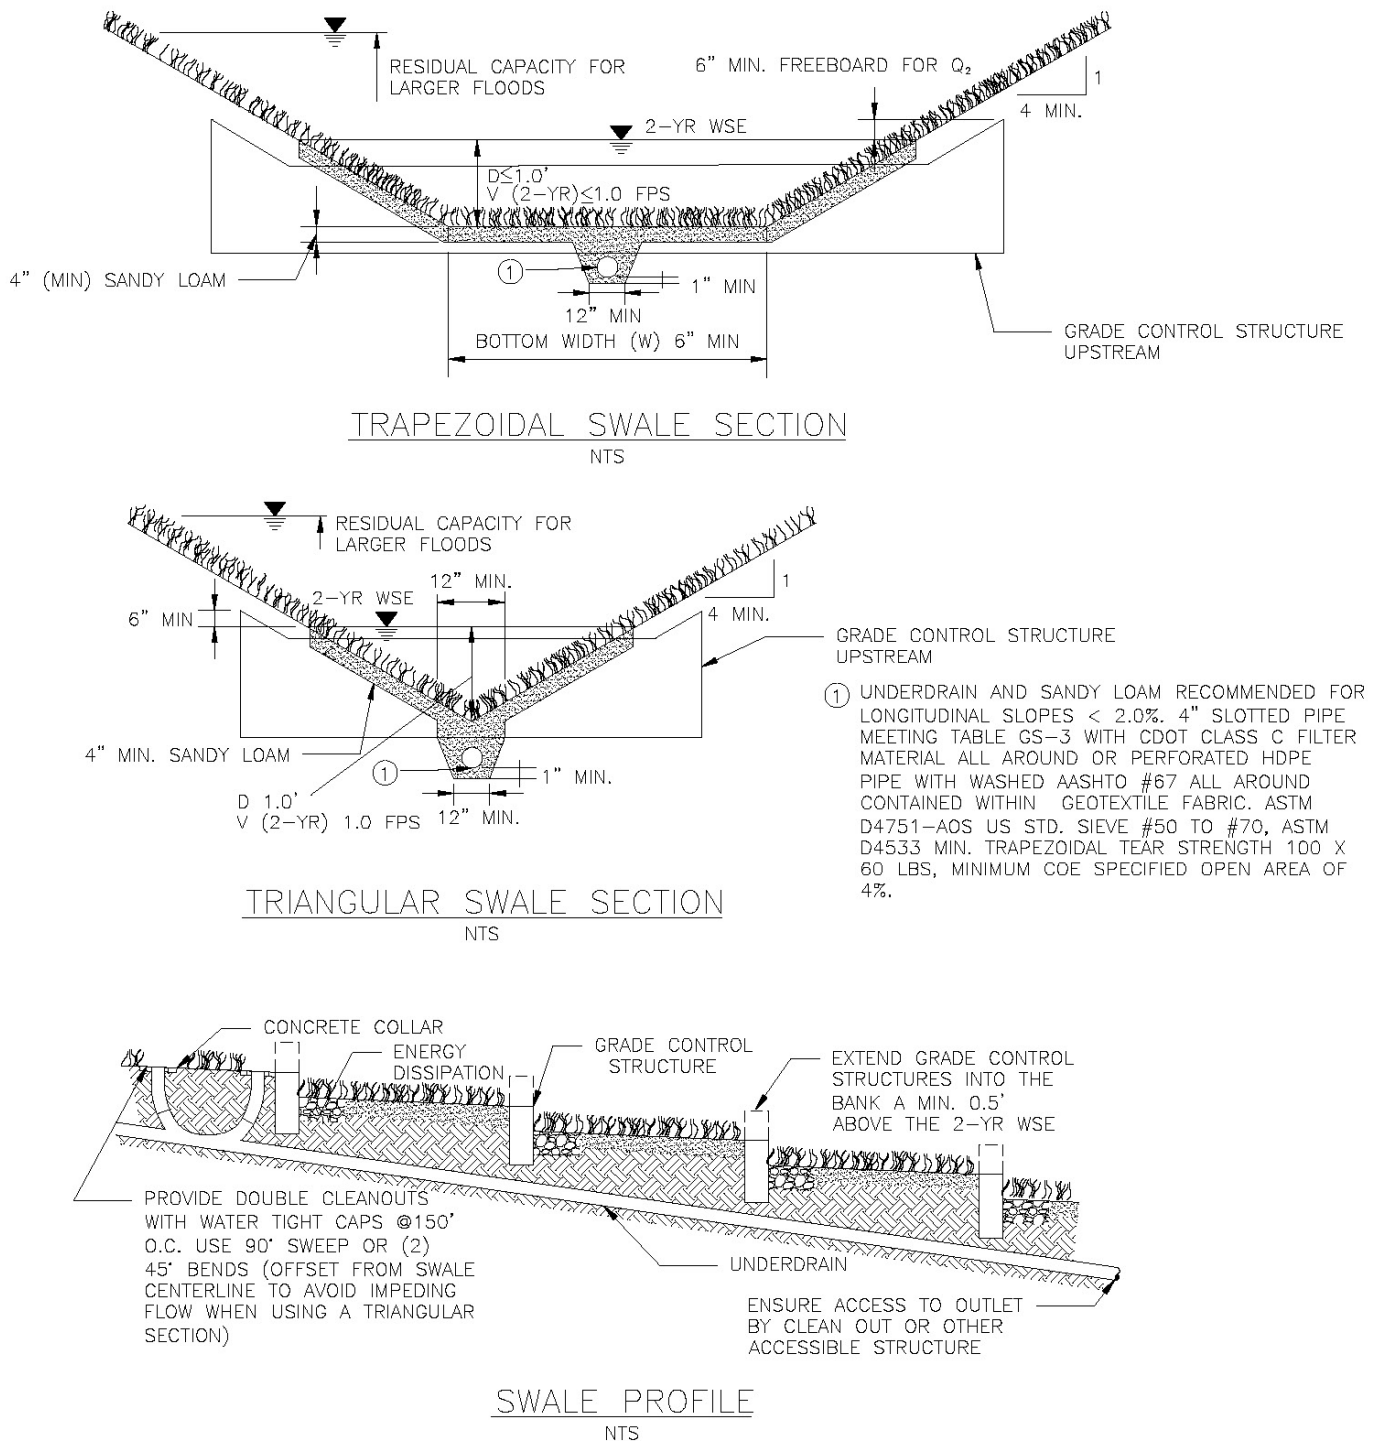 RESIDUAL CAPACITY FOR
LARGER FLOODS
6" MIN. FREEBOARD FOR Q₂
1
4 MIN.
2-YR WSE
D≤1.0'
V (2-YR)≤1.0 FPS
4" (MIN) SANDY LOAM
1
1" MIN
12" MIN
BOTTOM WIDTH (W) 6" MIN
GRADE CONTROL STRUCTURE
UPSTREAM
TRAPEZOIDAL SWALE SECTION
NTS
RESIDUAL CAPACITY FOR
LARGER FLOODS
12" MIN.
1
4 MIN.
2-YR WSE
6" MIN
GRADE CONTROL STRUCTURE
UPSTREAM
4" MIN. SANDY LOAM
1
1" MIN.
D 1.0'
V (2-YR) 1.0 FPS
12" MIN.
1 UNDERDRAIN AND SANDY LOAM RECOMMENDED FOR
LONGITUDINAL SLOPES < 2.0%. 4" SLOTTED PIPE
MEETING TABLE GS-3 WITH CDOT CLASS C FILTER
MATERIAL ALL AROUND OR PERFORATED HDPE
PIPE WITH WASHED AASHTO #67 ALL AROUND
CONTAINED WITHIN GEOTEXTILE FABRIC. ASTM
D4751-AOS US STD. SIEVE #50 TO #70, ASTM
D4533 MIN. TRAPEZOIDAL TEAR STRENGTH 100 X
60 LBS, MINIMUM COE SPECIFIED OPEN AREA OF
4%.
TRIANGULAR SWALE SECTION
NTS
CONCRETE COLLAR
ENERGY
DISSIPATION
GRADE CONTROL
STRUCTURE
EXTEND GRADE CONTROL
STRUCTURES INTO THE
BANK A MIN. 0.5'
ABOVE THE 2-YR WSE
PROVIDE DOUBLE CLEANOUTS
WITH WATER TIGHT CAPS @150'
O.C. USE 90° SWEEP OR (2)
45° BENDS (OFFSET FROM SWALE
CENTERLINE TO AVOID IMPEDING
FLOW WHEN USING A TRIANGULAR
SECTION)
UNDERDRAIN
ENSURE ACCESS TO OUTLET
BY CLEAN OUT OR OTHER
ACCESSIBLE STRUCTURE
SWALE PROFILE
NTS